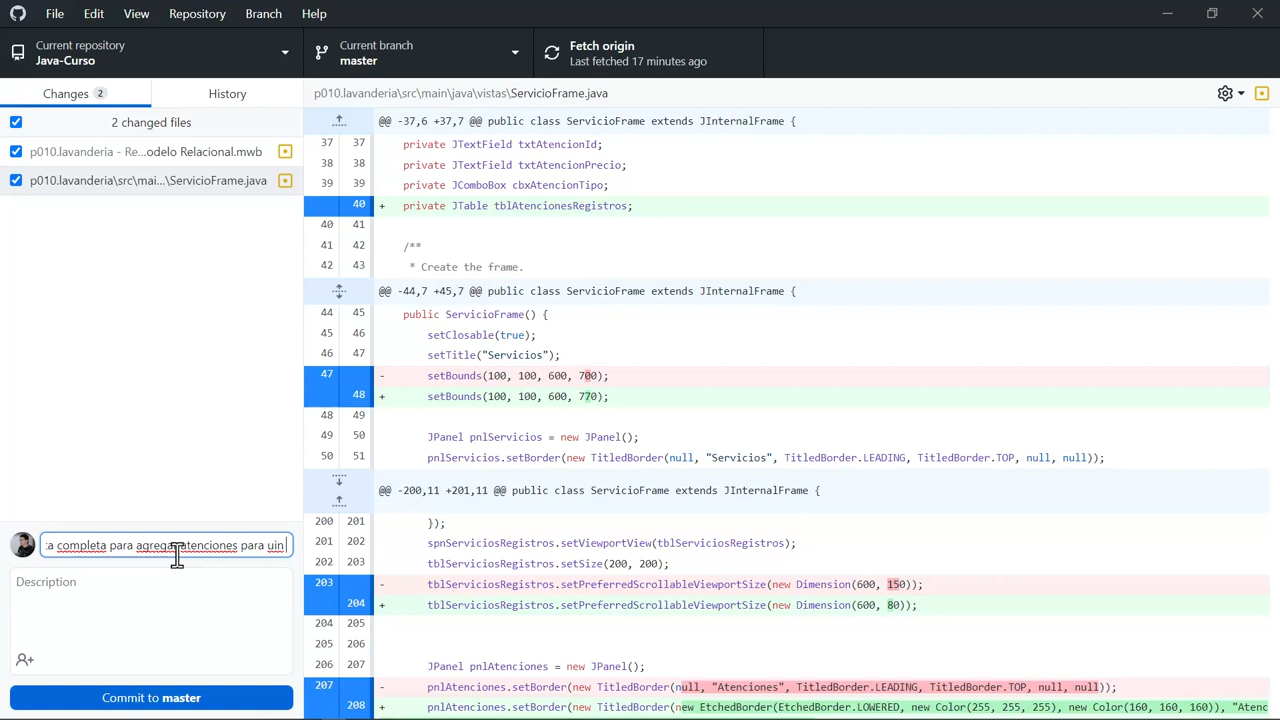 File Edit View Repository Branch Help
Current repository
Java-Curso
Current branch
master
Fetch origin
Last fetched 17 minutes ago
Changes 2
History
p010.lavanderia\src\main\java\vistas\ServicioFrame.java
2 changed files
p010.lavanderia - Re...odelo Relacional.mwb
p010.lavanderia\src\mai...\ServicioFrame.java
@@ -37,6 +37,7 @@ public class ServicioFrame extends JInternalFrame {
37 37 private JTextField txtAtencionId;
38 38 private JTextField txtAtencionPrecio;
39 39 private JComboBox cbxAtencionTipo;
40 + private JTable tblAtencionesRegistros;
40 41
41 42 /**
42 43 * Create the frame.
@@ -44,7 +45,7 @@ public class ServicioFrame extends JInternalFrame {
44 45 public ServicioFrame() {
45 46 setClosable(true);
46 47 setTitle("Servicios");
47 - setBounds(100, 100, 600, 700);
48 + setBounds(100, 100, 600, 770);
48 49
49 50 JPanel pnlServicios = new JPanel();
50 51 pnlServicios.setBorder(new TitledBorder(null, "Servicios", TitledBorder.LEADING, TitledBorder.TOP, null, null));
@@ -200,11 +201,11 @@ public class ServicioFrame extends JInternalFrame {
200 201 });
201 202 spnServiciosRegistros.setViewportView(tblServiciosRegistros);
202 203 tblServiciosRegistros.setSize(200, 200);
203 - tblServiciosRegistros.setPreferredScrollableViewportSize(new Dimension(600, 150));
204 + tblServiciosRegistros.setPreferredScrollableViewportSize(new Dimension(600, 80));
204 205
205 206
206 207 JPanel pnlAtenciones = new JPanel();
207 - pnlAtenciones.setBorder(new TitledBorder(null, "Atenciones", TitledBorder.LEADING, TitledBorder.TOP, null, null));
208 + pnlAtenciones.setBorder(new TitledBorder(new EtchedBorder(EtchedBorder.LOWERED, new Color(255, 255, 255), new Color(160, 160, 160)), "Atenc
:a completa para agregar atenciones para uin
Description
Commit to master